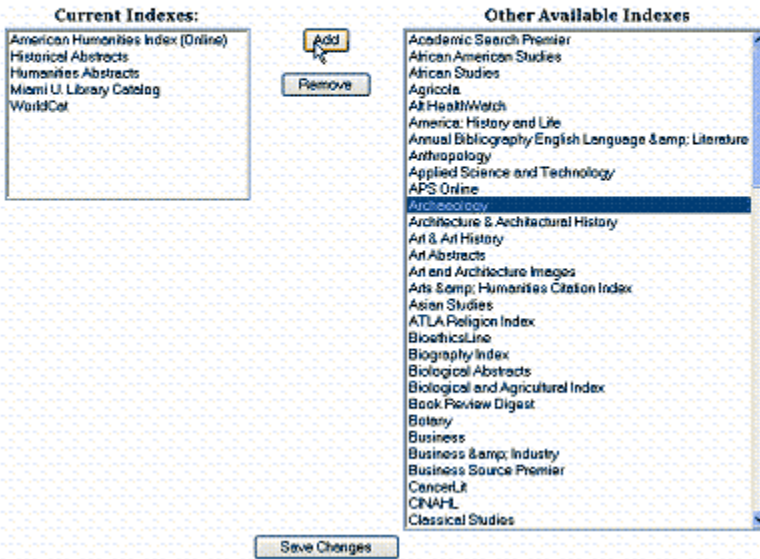 Current Indexes:
American Humanities Index (Online)
Historical Abstracts
Humanities Abstracts
Miami U. Library Catalog
WorldCat
Add
Remove
Other Available Indexes
Academic Search Premier
African American Studies
African Studies
Agricola
Alt HealthWatch
America: History and Life
Annual Bibliography English Language &amp; Literature
Anthropology
Applied Science and Technology
APS Online
Archaeology
Architecture & Architectural History
Art & Art History
Art Abstracts
Art and Architecture Images
Arts &amp; Humanities Citation Index
Asian Studies
ATLA Religion Index
BioethicsLine
Biography Index
Biological Abstracts
Biological and Agricultural Index
Book Review Digest
Botany
Business
Business &amp; Industry
Business Source Premier
CancerLit
CINAHL
Classical Studies
Save Changes